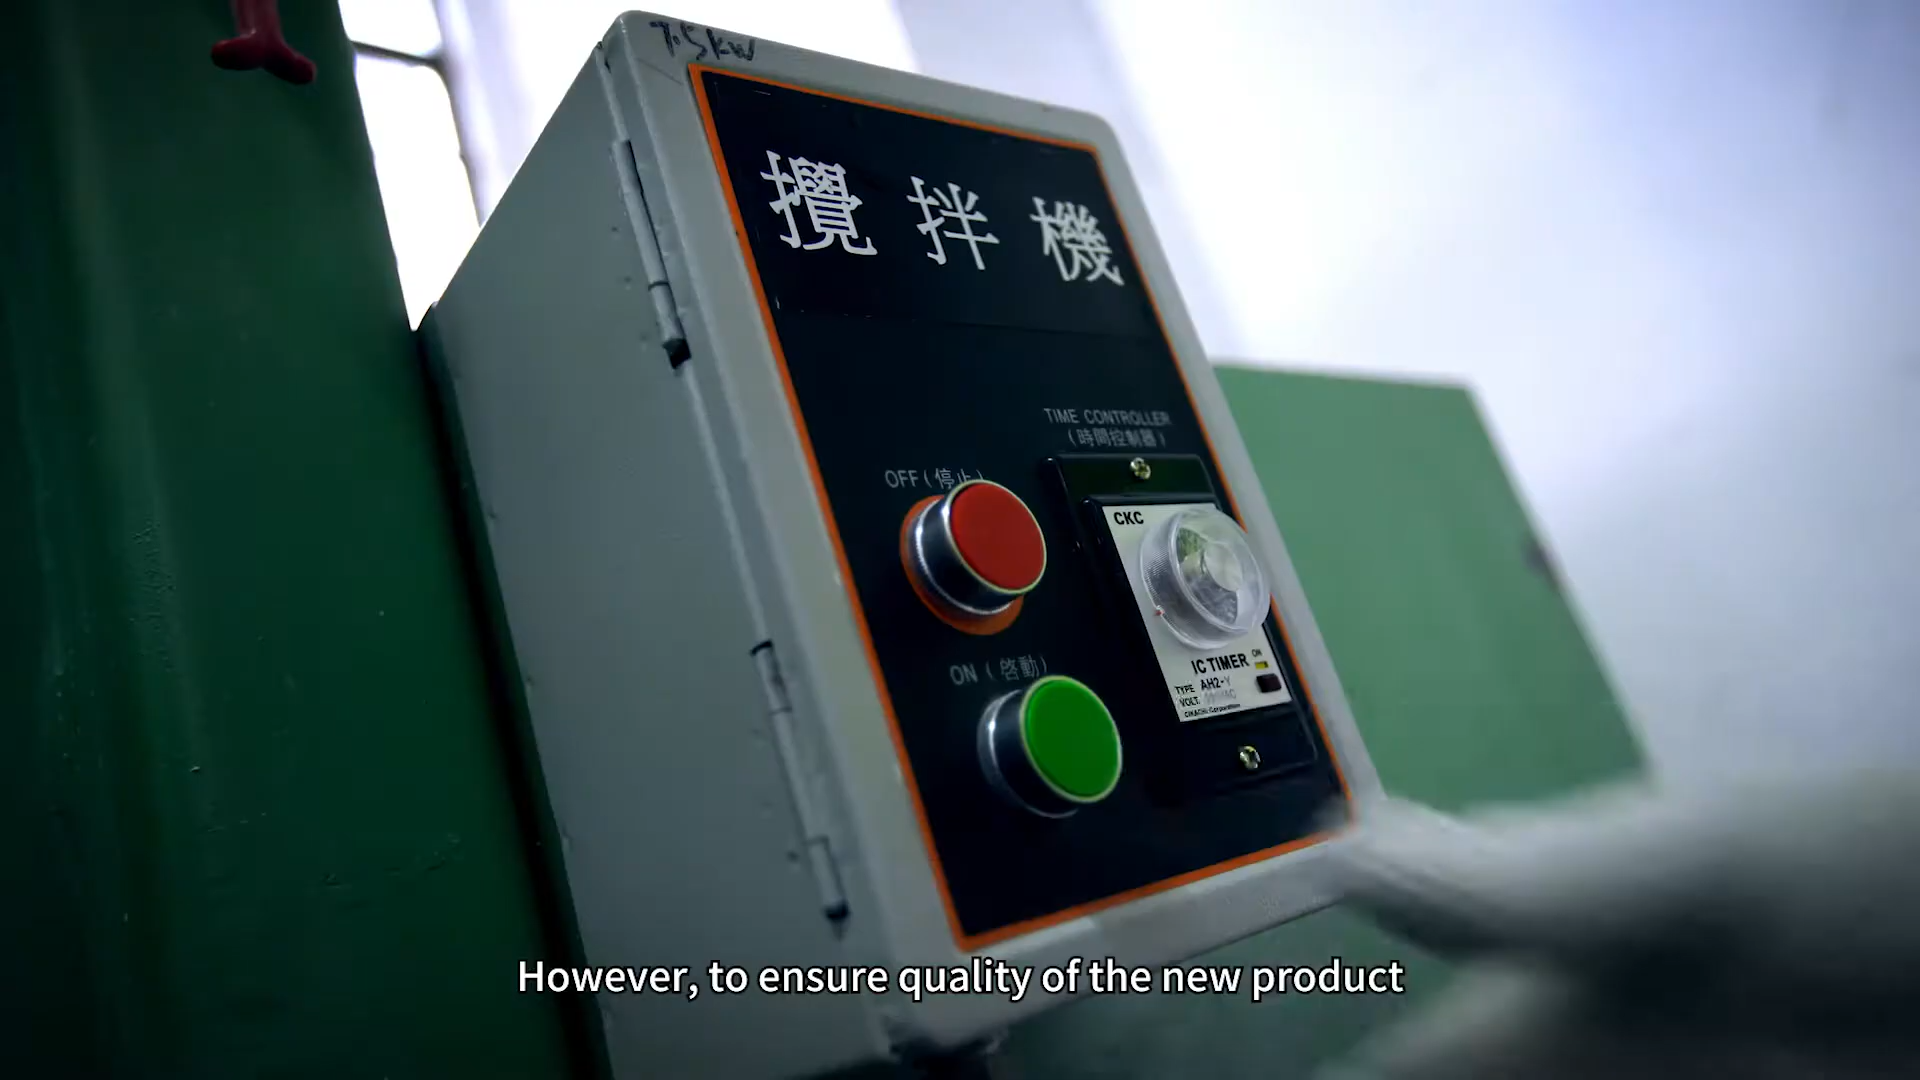 7.5kW
攪拌機
TIME CONTROLLER
(時間控制器)
OFF(停止)
CKC
ON(啓動)
IC TIMER
ON
TYPE AH2-Y
VOLT.
However, to ensure quality of the new product